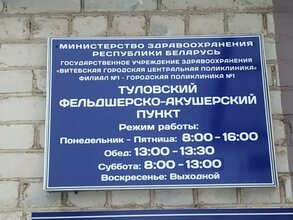 МИНИСТЕРСТВО ЗДРАВООХРАНЕНИЯ
РЕСПУБЛИКИ БЕЛАРУСЬ
ГОСУДАРСТВЕННОЕ УЧРЕЖДЕНИЕ ЗДРАВООХРАНЕНИЯ
«ВИТЕБСКАЯ ГОРОДСКАЯ ЦЕНТРАЛЬНАЯ ПОЛИКЛИНИКА»
ФИЛИАЛ №1 - ГОРОДСКАЯ ПОЛИКЛИНИКА №1
ТУЛОВСКИЙ
ФЕЛЬДШЕРСКО-АКУШЕРСКИЙ
ПУНКТ
Режим работы:
Понедельник - Пятница: 8:00-16:00
Обед: 13:00-13:30
Суббота: 8:00-13:00
Воскресенье: Выходной